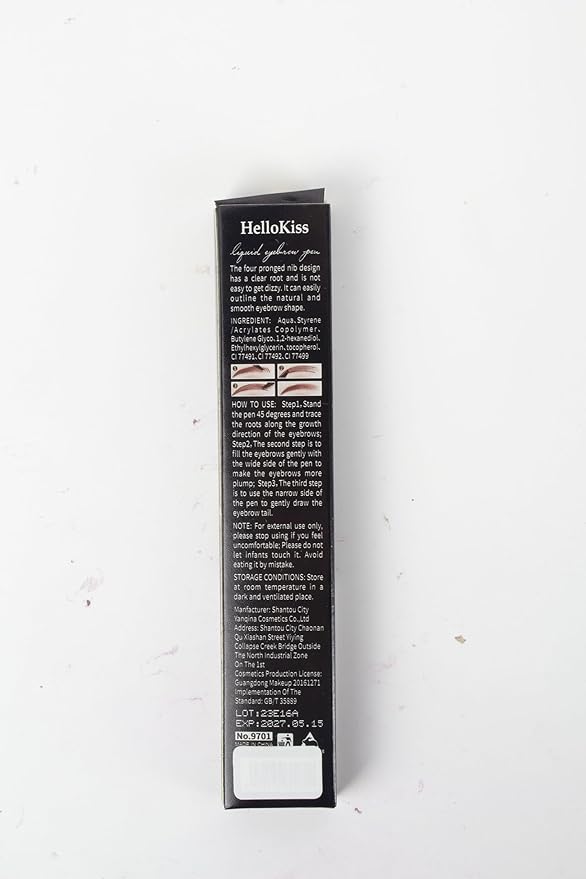 HelloKiss
liquid eyebrow pen
The four pronged nib design
has a clear root and is not
easy to get dizzy. It can easily
outline the natural and
smooth eyebrow shape.
INGREDIENT: Aqua, Styrene
/Acrylates Copolymer,
Butylene Glyco. 1,2-hexanediol.
Ethylhexylglycerin, tocopherol.
CI 77491. CI 77492. CI 77499
1 2
3
HOW TO USE: Step1. Stand
the pen 45 degrees and trace
the roots along the growth
direction of the eyebrows;
Step2. The second step is to
fill the eyebrows gently with
the wide side of the pen to
make the eyebrows more
plump; Step3. The third step
is to use the narrow side of
the pen to gently draw the
eyebrow tail.
NOTE: For external use only,
please stop using if you feel
uncomfortable; Please do not
let infants touch it. Avoid
eating it by mistake.
STORAGE CONDITIONS: Store
at room temperature in a
dark and ventilated place.
Manfacturer: Shantou City
Yanqina Cosmetics Co.,Ltd
Address: Shantou City Chaonan
Qu Xiashan Street Yiying
Collapse Creek Bridge Outside
The North Industrial Zone
On The 1st
Cosmetics Production License:
Guangdong Makeup 20161271
Implementation Of The
Standard: GB/T 35889
LOT:23E16A
EXP:2027.05.15
No.9701
MADE IN CHINA